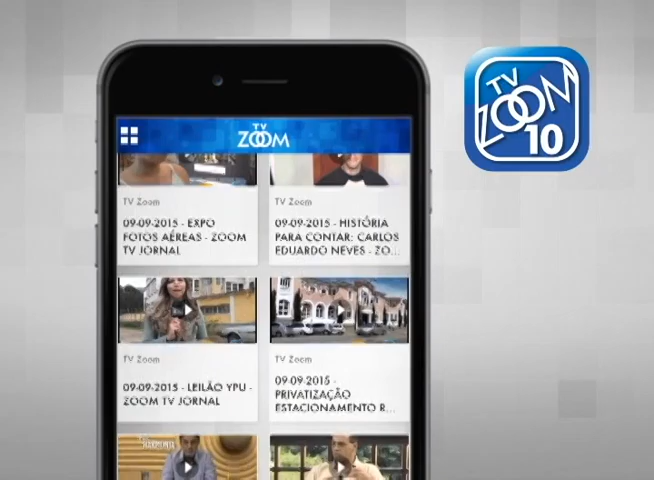 TV
ZOOM
10
TV
ZOOM
TV Zoom
09-09-2015 - EXPO
FOTOS AÉREAS - ZOOM
TV JORNAL
TV Zoom
09-09-2015 - HISTÓRIA
PARA CONTAR: CARLOS
EDUARDO NEVES - ZO...
TV Zoom
09-09-2015 - LEILÃO YPU -
ZOOM TV JORNAL
TV Zoom
09-09-2015 -
PRIVATIZAÇÃO
ESTACIONAMENTO R...